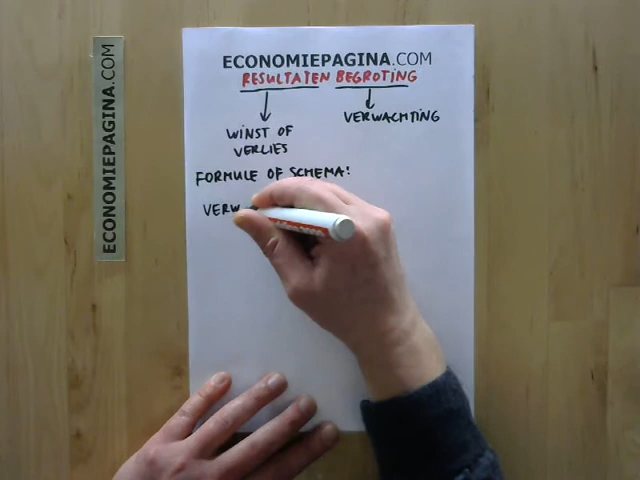 ECONOMIEPAGINA.COM
ECONOMIEPAGINA.COM
RESULTATEN BEGROTING
WINST OF
VERLIES
VERWACHTING
FORMULE OF SCHEMA:
VERW